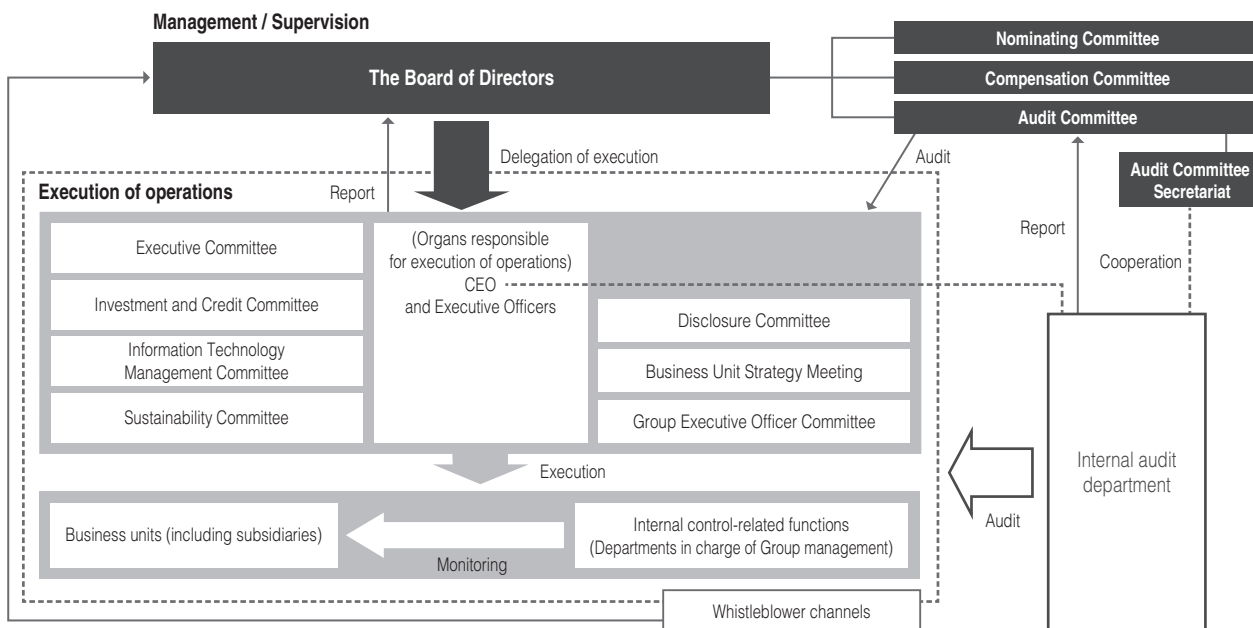 Management / Supervision
The Board of Directors
Nominating Committee
Compensation Committee
Audit Committee
Delegation of execution
Audit
Audit Committee
Secretariat
Execution of operations
Report
Report
Cooperation
Executive Committee
Investment and Credit Committee
Information Technology
Management Committee
Sustainability Committee
(Organs responsible
for execution of operations)
CEO
and Executive Officers
Disclosure Committee
Business Unit Strategy Meeting
Group Executive Officer Committee
Execution
Internal audit
department
Audit
Business units (including subsidiaries)
Monitoring
Internal control-related functions
(Departments in charge of Group management)
Whistleblower channels